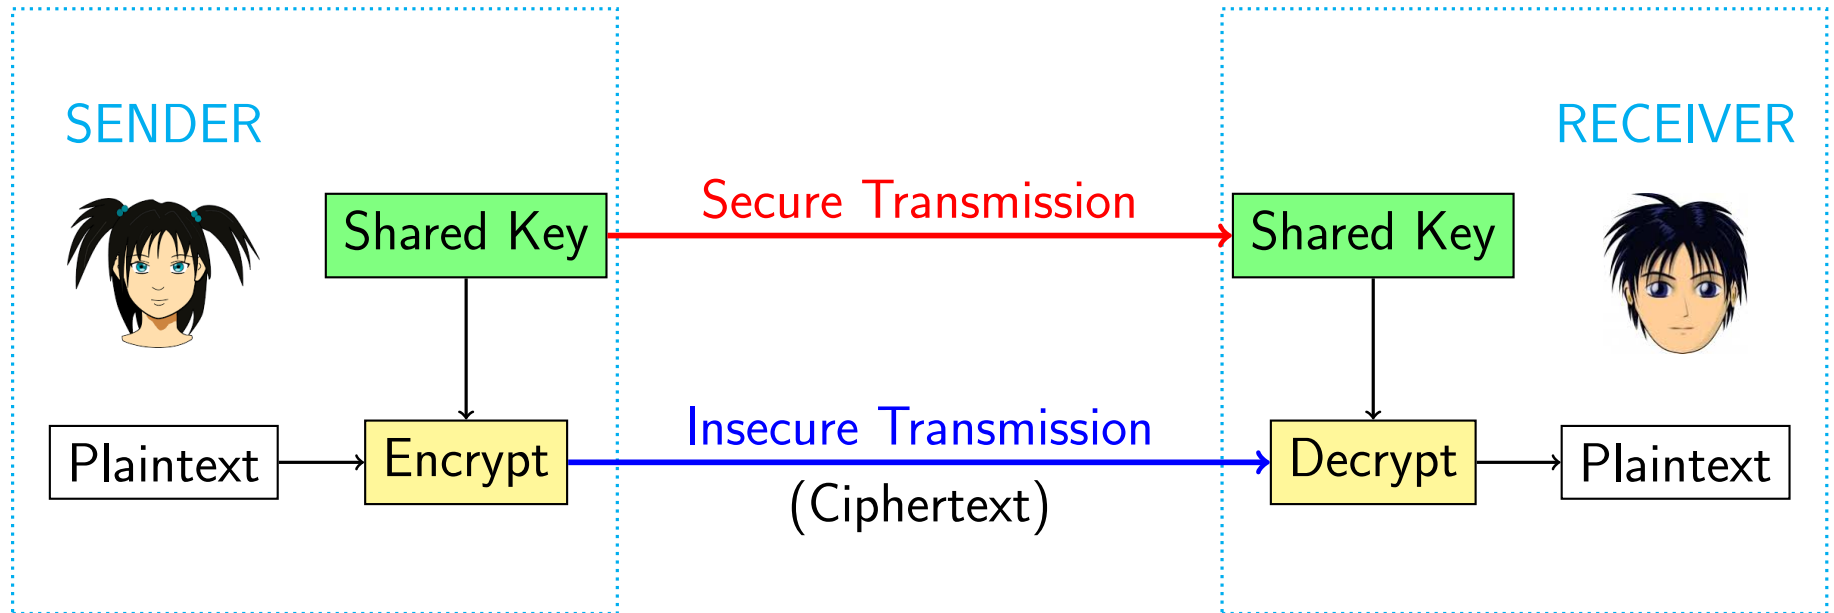 SENDER
RECEIVER
Shared Key
Secure Transmission
Shared Key
Plaintext
Encrypt
Insecure Transmission
(Ciphertext)
Decrypt
Plaintext